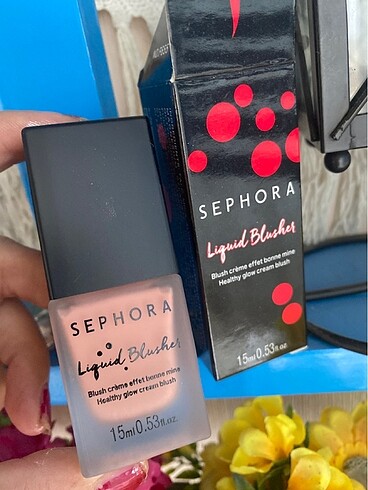 SEPHORA
Liquid Blusher
Blush crème effet bonne mine
Healthy glow cream blush
15ml 0.53fl.oz.
SEPHORA
Liquid Blusher
Blush crème effet bonne mine
Healthy glow cream blush
15ml 0.53fl.oz.